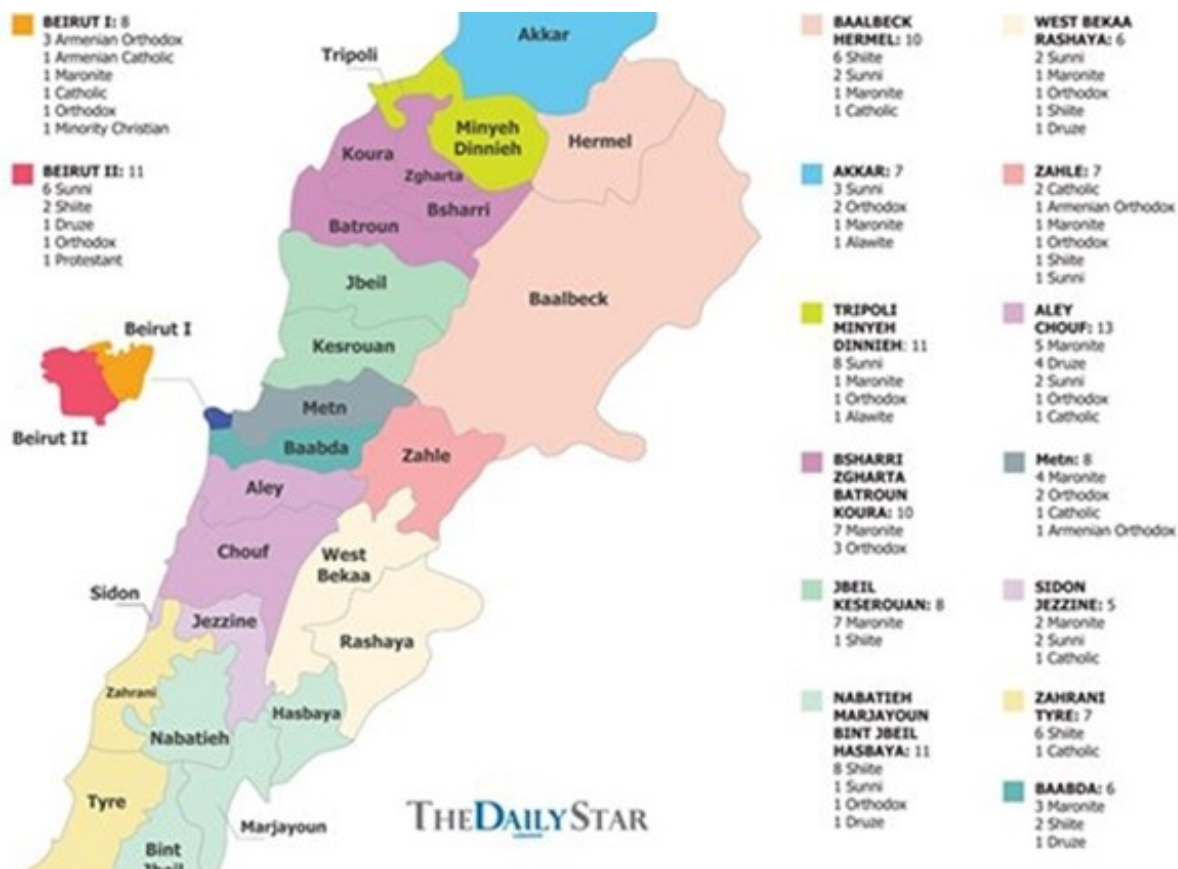 BEIRUT I: 8
3 Armenian Orthodox
1 Armenian Catholic
1 Maronite
1 Catholic
1 Orthodox
1 Minority Christian
BEIRUT II: 11
6 Sunni
2 Shiite
1 Druze
1 Orthodox
1 Protestant
Akkar
Tripoli
Minyeh
Dinnieh
Hermel
Koura
Zgharta
Bsharri
Batroun
Jbeil
Baalbeck
Kesrouan
Beirut I
Beirut II
Metn
Baabda
Zahle
Aley
Chouf
West
Bekaa
Sidon
Jezzine
Rashaya
Zahrani
Hasbaya
Nabatieh
Tyre
Marjayoun
Bint
Jbeil
THE DAILY STAR
BAALBECK
HERMEL: 10
6 Shiite
2 Sunni
1 Maronite
1 Catholic
AKKAR: 7
3 Sunni
2 Orthodox
1 Maronite
1 Alawite
TRIPOLI
MINYEH
DINNIEH: 11
8 Sunni
1 Maronite
1 Orthodox
1 Alawite
BSHARRI
ZGHARTA
BATROUN
KOURA: 10
7 Maronite
3 Orthodox
JBEIL
KESEROUAN: 8
7 Maronite
1 Shiite
NABATIEH
MARJAYOUN
BINT JBEIL
HASBAYA: 11
8 Shiite
1 Sunni
1 Orthodox
1 Druze
WEST BEKAA
RASHAYA: 6
2 Sunni
1 Maronite
1 Orthodox
1 Shiite
1 Druze
ZAHLE: 7
2 Catholic
1 Armenian Orthodox
1 Maronite
1 Orthodox
1 Shiite
1 Sunni
ALEY
CHOUF: 13
5 Maronite
4 Druze
2 Sunni
1 Orthodox
1 Catholic
Metn: 8
4 Maronite
2 Orthodox
1 Catholic
1 Armenian Orthodox
SIDON
JEZZINE: 5
2 Maronite
2 Sunni
1 Catholic
ZAHRANI
TYRE: 7
6 Shiite
1 Catholic
BAABDA: 6
3 Maronite
2 Shiite
1 Druze